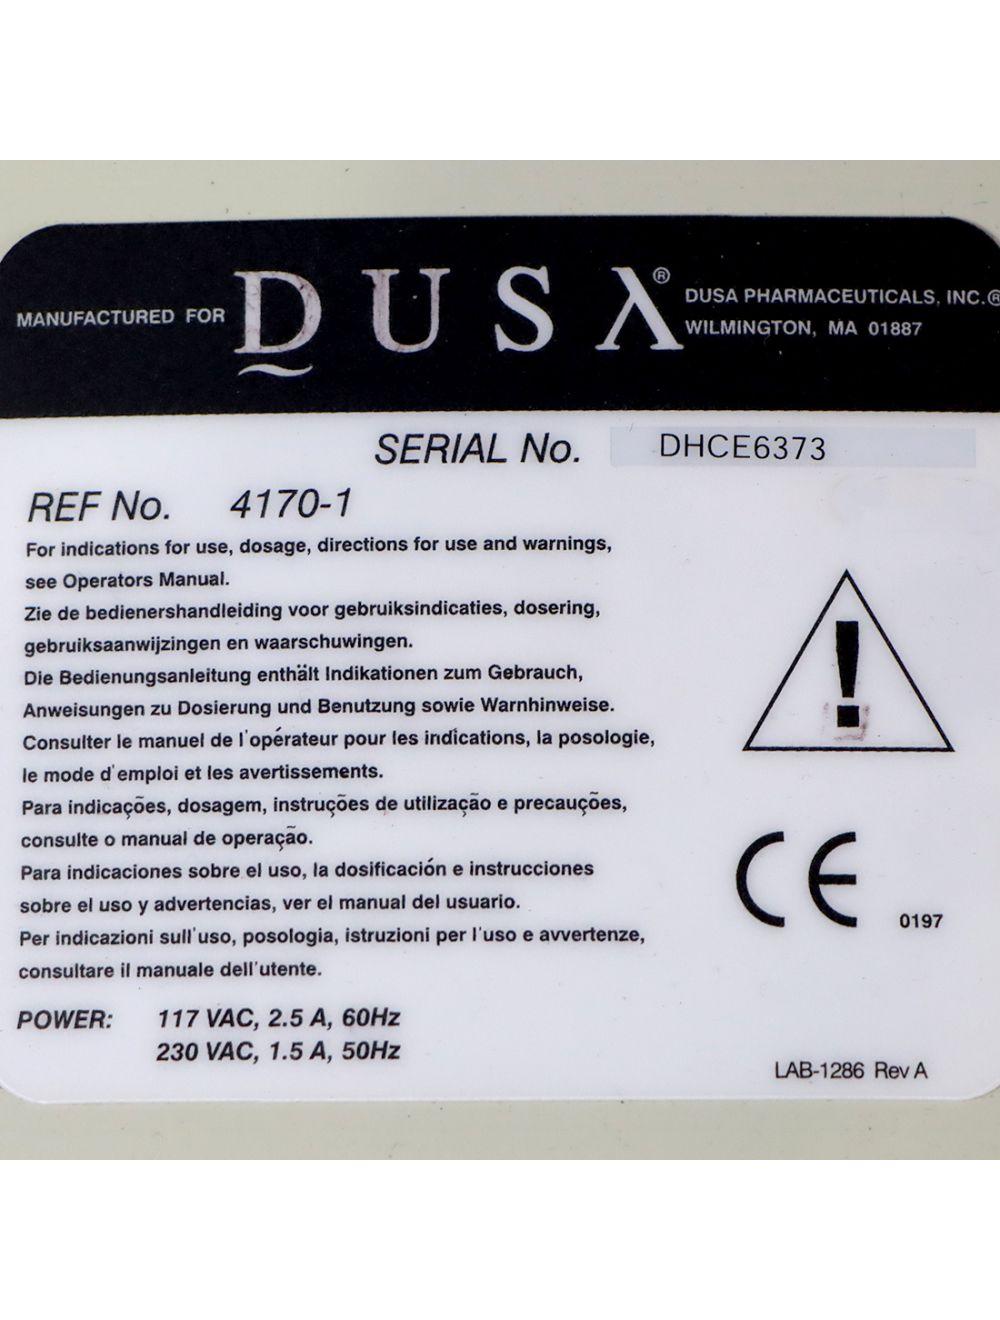 MANUFACTURED FOR DUSA® DUSA PHARMACEUTICALS, INC.®
WILMINGTON, MA 01887
SERIAL No. DHCE6373
REF No. 4170-1
For indications for use, dosage, directions for use and warnings,
see Operators Manual.
Zie de bedienershandleiding voor gebruiksindicaties, dosering,
gebruiksaanwijzingen en waarschuwingen.
Die Bedienungsanleitung enthält Indikationen zum Gebrauch,
Anweisungen zu Dosierung und Benutzung sowie Warnhinweise.
Consulter le manuel de l'opérateur pour les indications, la posologie,
le mode d'emploi et les avertissements.
Para indicações, dosagem, instruções de utilização e precauções,
consulte o manual de operação.
Para indicaciones sobre el uso, la dosificación e instrucciones
sobre el uso y advertencias, ver el manual del usuario.
Per indicazioni sull'uso, posologia, istruzioni per l'uso e avvertenze,
consultare il manuale dell'utente.
!
CE 0197
POWER: 117 VAC, 2.5 A, 60Hz
230 VAC, 1.5 A, 50Hz
LAB-1286 Rev A